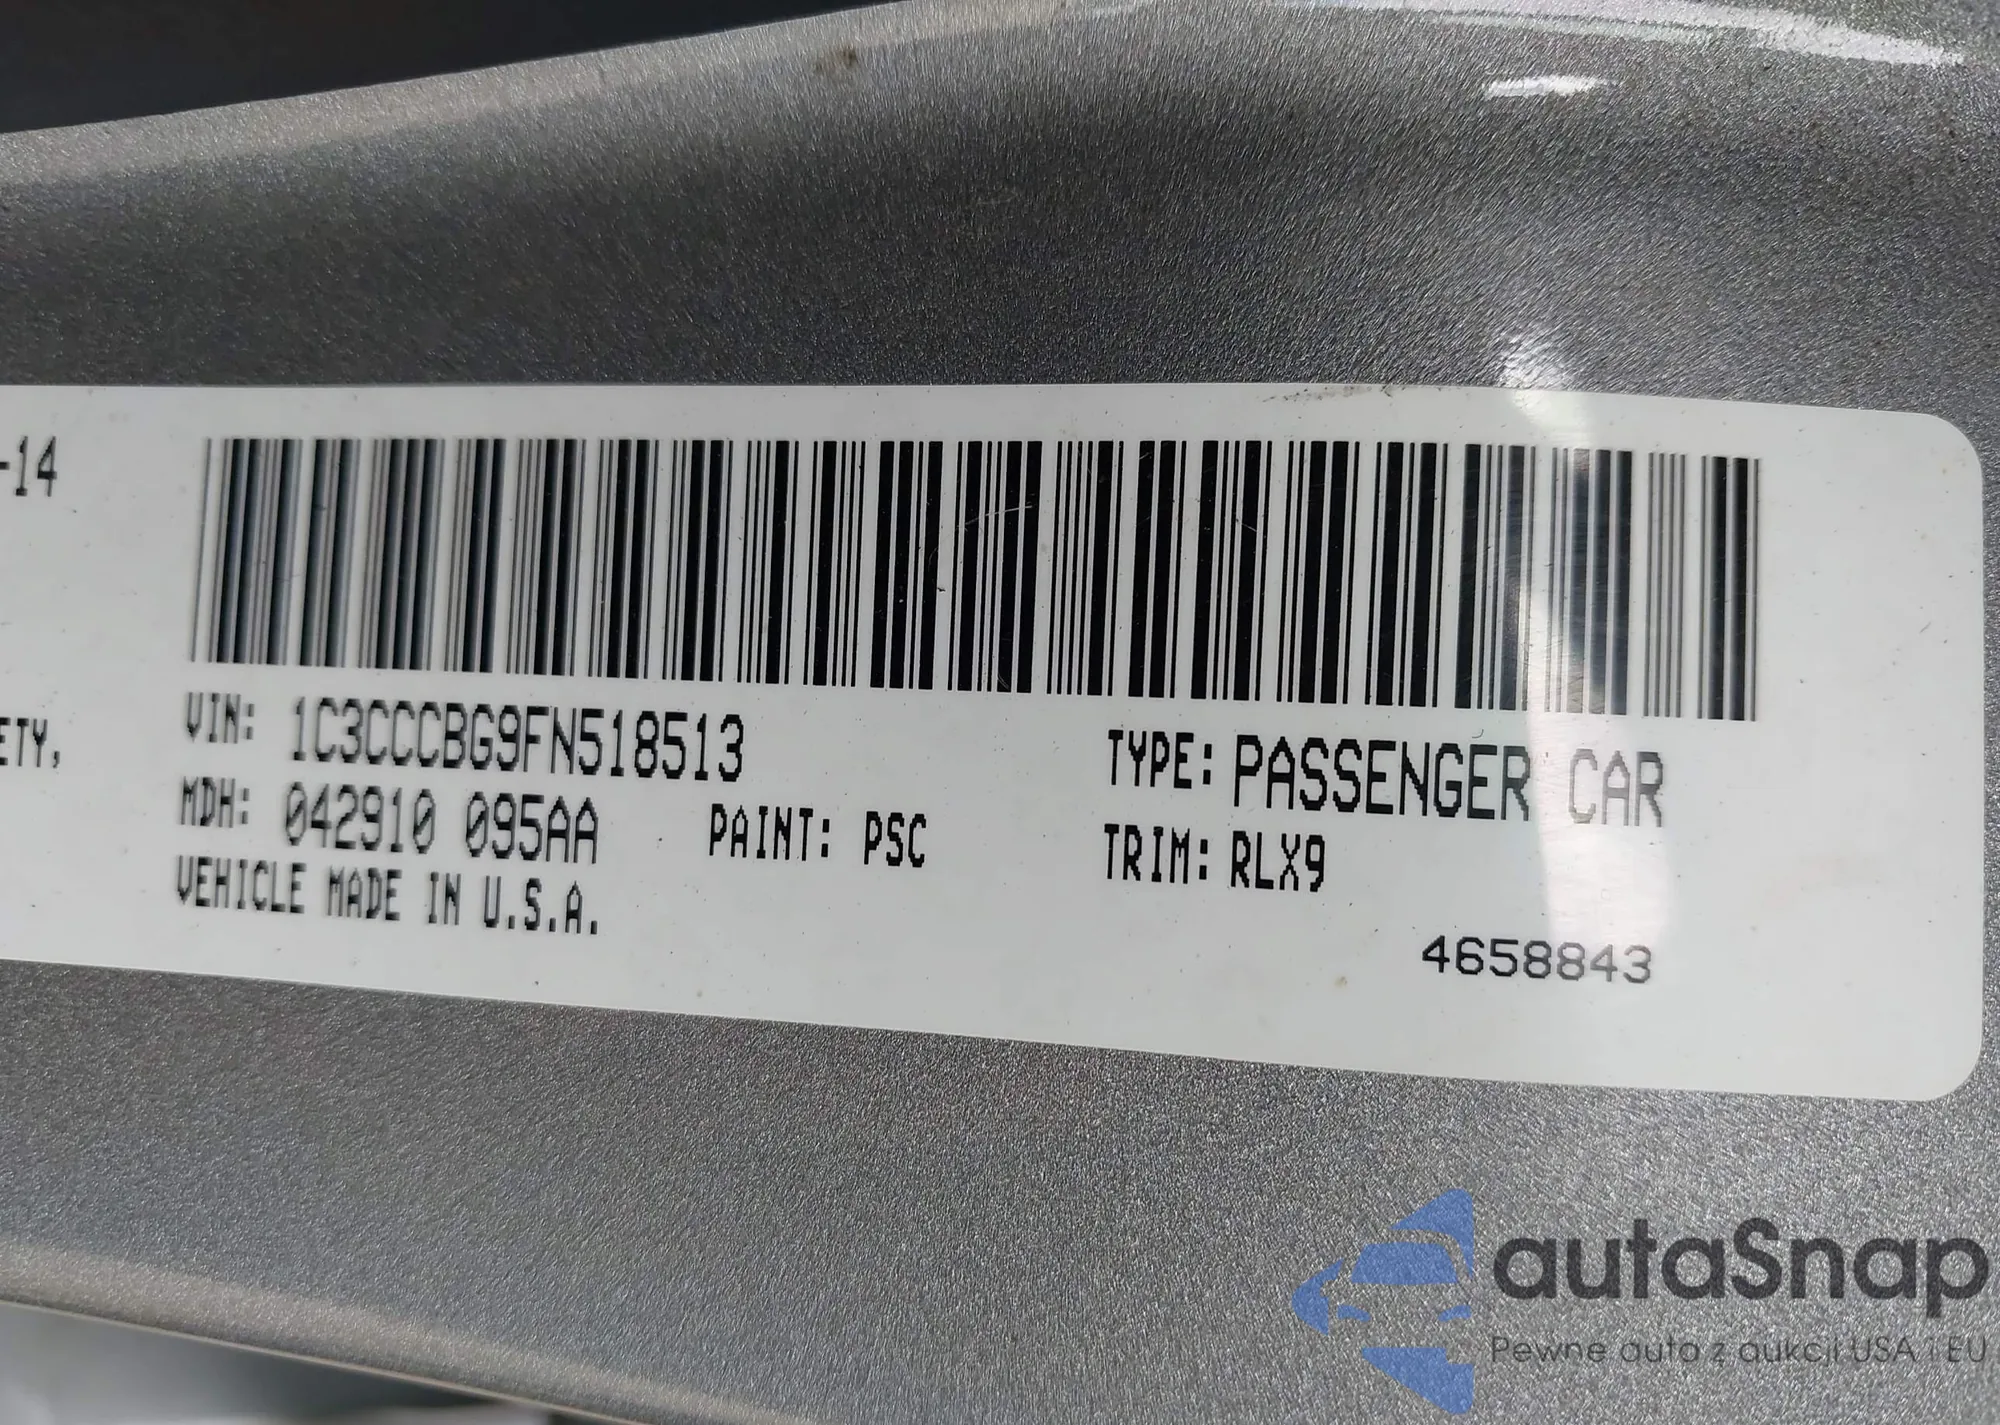 -14
ETY,
VIN: 1C3CCCBG9FN518513
TYPE: PASSENGER CAR
MDH: 042910 095AA
PAINT: PSC
TRIM: RLX9
VEHICLE MADE IN U.S.A.
4658843
autaSnap
Pewne auta z aukcji USA i EU